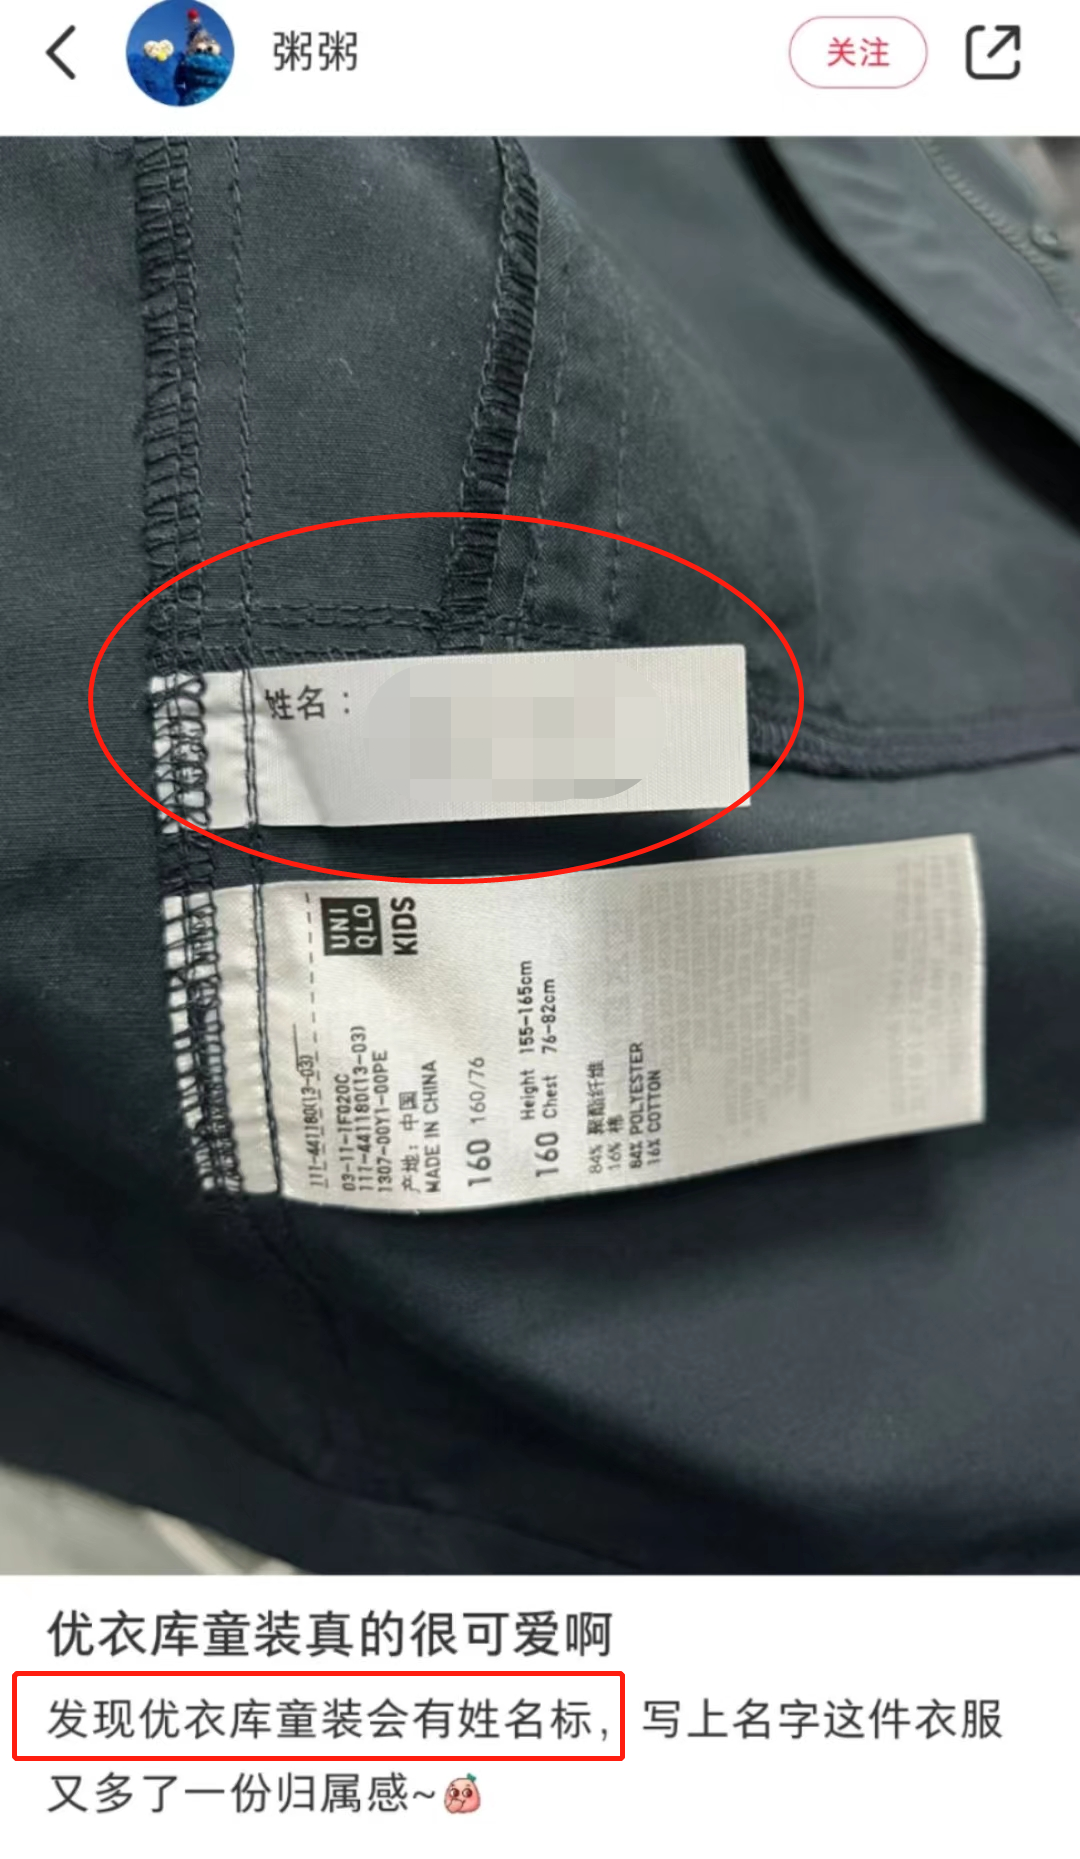 粥粥
关注
姓名：
UNI
QLO
KIDS
111-441180(13-03)
03-11-1F020C
111-441180(13-03)
1307-00Y1-00PE
产地：中国
MADE IN CHINA
160 160/76
160 Height 155-165cm
Chest 76-82cm
84% 聚酯纤维
16% 棉
84% POLYESTER
16% COTTON
优衣库童装真的很可爱啊
发现优衣库童装会有姓名标，写上名字这件衣服
又多了一份归属感~